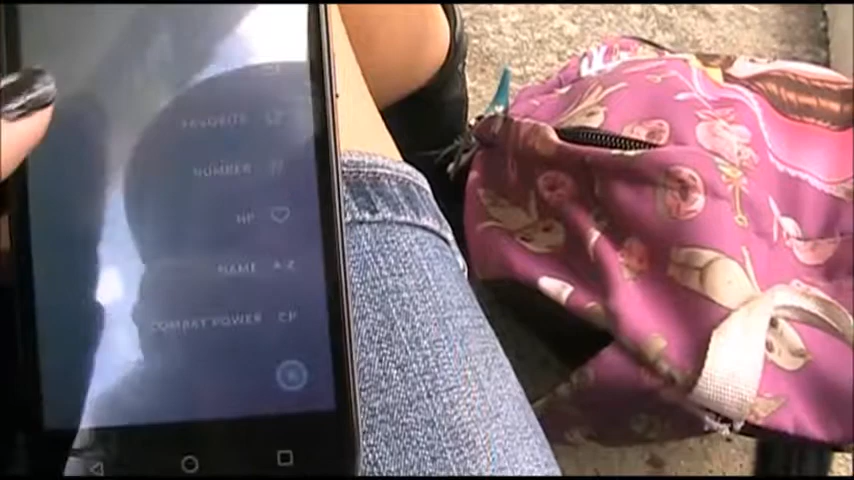 FAVORITE
NUMBER
HP
NAME A-Z
COMBAT POWER CP